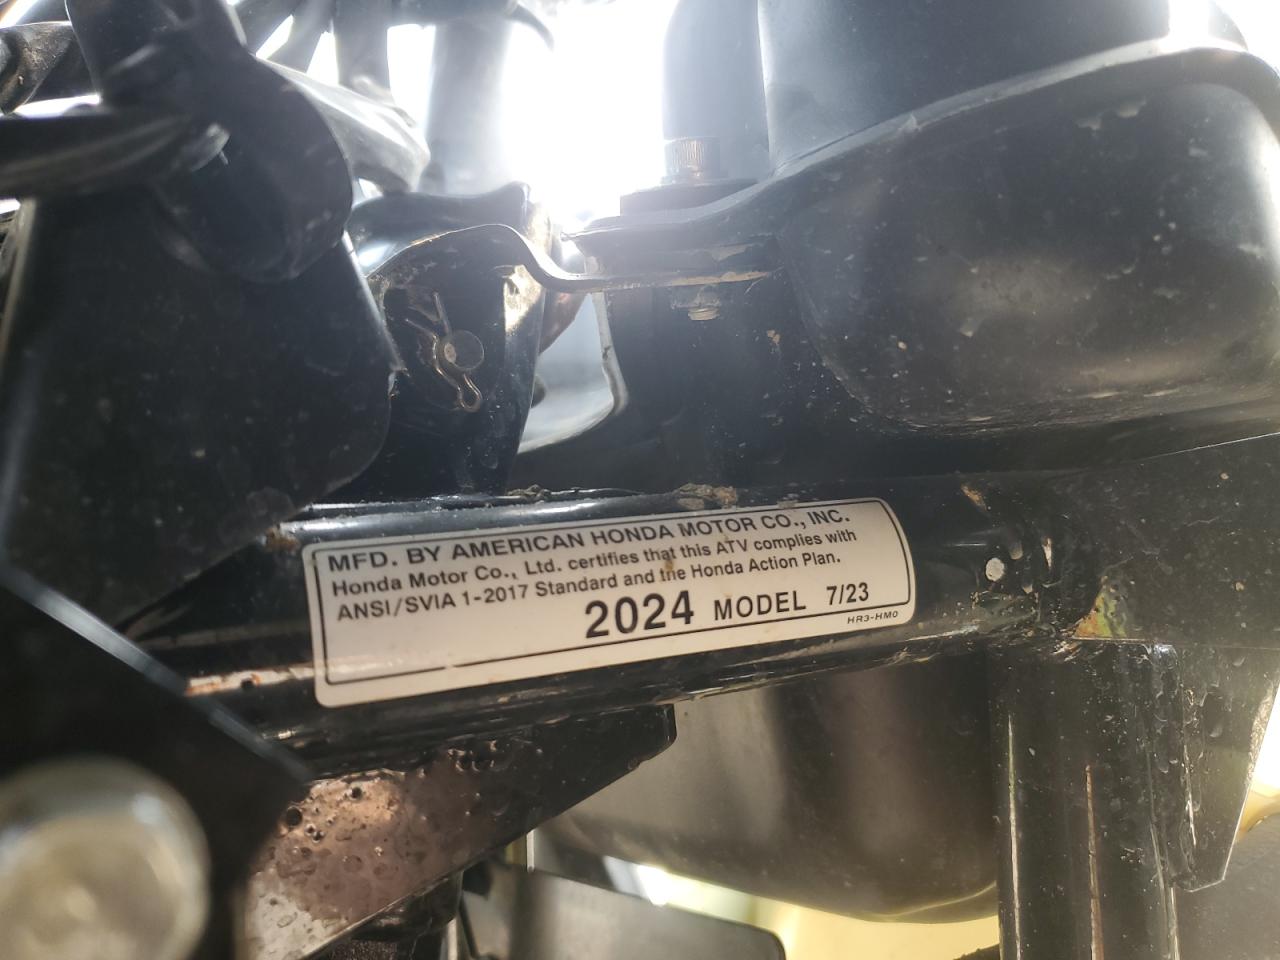 MFD. BY AMERICAN HONDA MOTOR CO., INC.
Honda Motor Co., Ltd. certifies that this ATV complies with
ANSI/SVIA 1-2017 Standard and the Honda Action Plan.
2024 MODEL 7/23
HR3-HM0